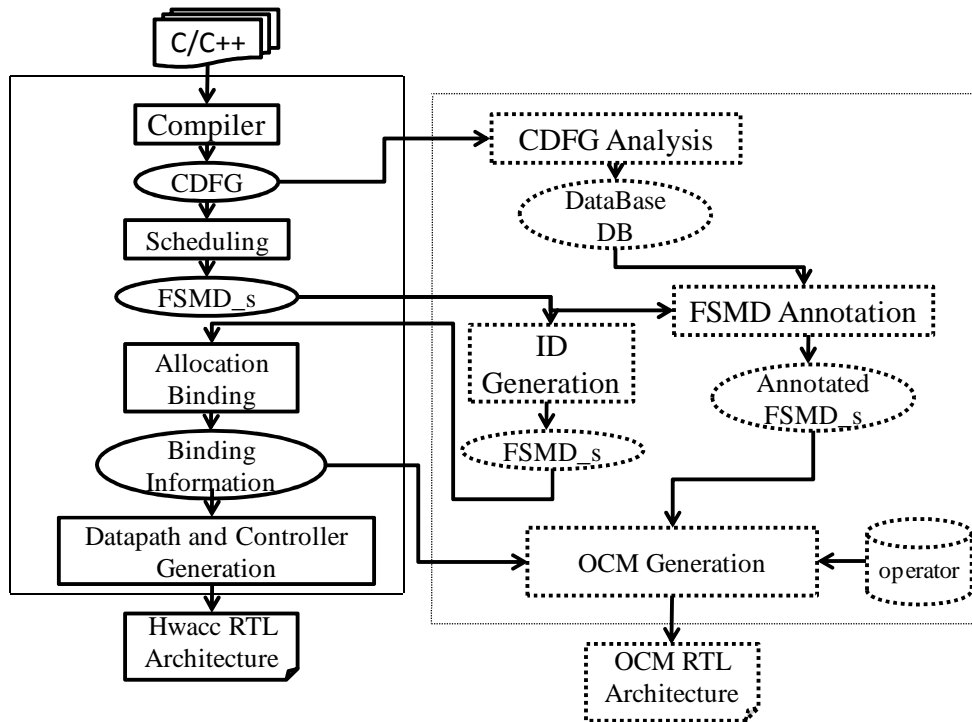 C/C++
Compiler
CDFG
Scheduling
FSMD_s
Allocation
Binding
Binding
Information
Datapath and Controller
Generation
Hwacc RTL
Architecture
CDFG Analysis
DataBase
DB
FSMD Annotation
ID
Generation
Annotated
FSMD_s
FSMD_s
OCM Generation
operator
OCM RTL
Architecture